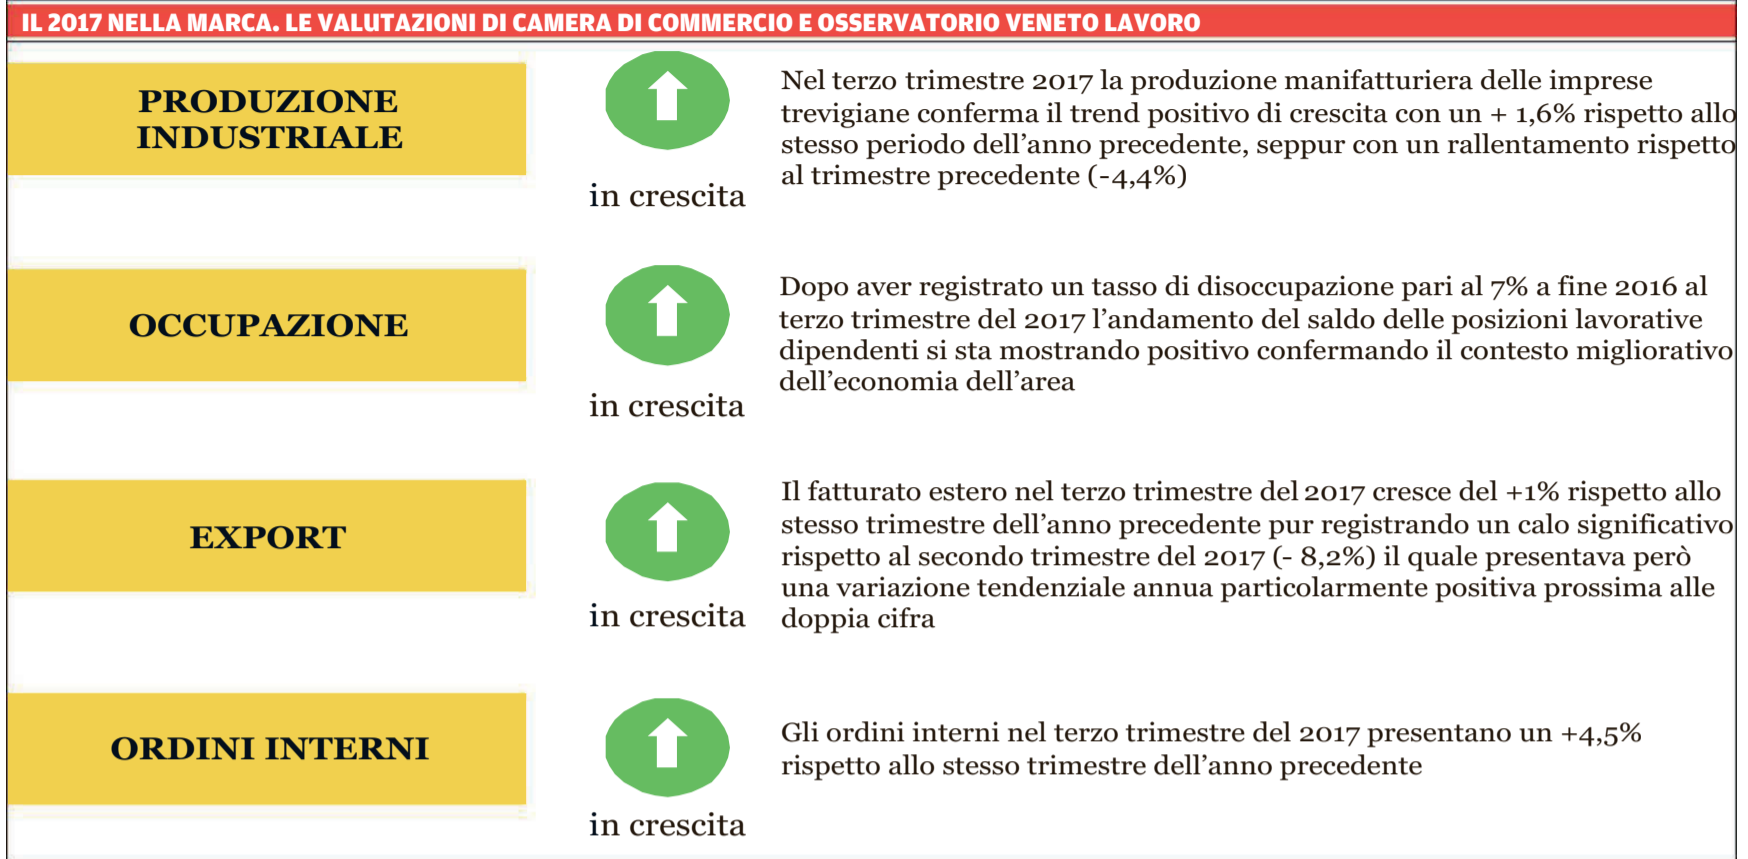 IL 2017 NELLA MARCA. LE VALUTAZIONI DI CAMERA DI COMMERCIO E OSSERVATORIO VENETO LAVORO
PRODUZIONE
INDUSTRIALE
in crescita
Nel terzo trimestre 2017 la produzione manifatturiera delle imprese
trevigiane conferma il trend positivo di crescita con un + 1,6% rispetto allo
stesso periodo dell’anno precedente, seppur con un rallentamento rispetto
al trimestre precedente (-4,4%)
OCCUPAZIONE
in crescita
Dopo aver registrato un tasso di disoccupazione pari al 7% a fine 2016 al
terzo trimestre del 2017 l’andamento del saldo delle posizioni lavorative
dipendenti si sta mostrando positivo confermando il contesto migliorativo
dell’economia dell’area
EXPORT
in crescita
Il fatturato estero nel terzo trimestre del 2017 cresce del +1% rispetto allo
stesso trimestre dell’anno precedente pur registrando un calo significativo
rispetto al secondo trimestre del 2017 (- 8,2%) il quale presentava però
una variazione tendenziale annua particolarmente positiva prossima alle
doppia cifra
ORDINI INTERNI
in crescita
Gli ordini interni nel terzo trimestre del 2017 presentano un +4,5%
rispetto allo stesso trimestre dell’anno precedente